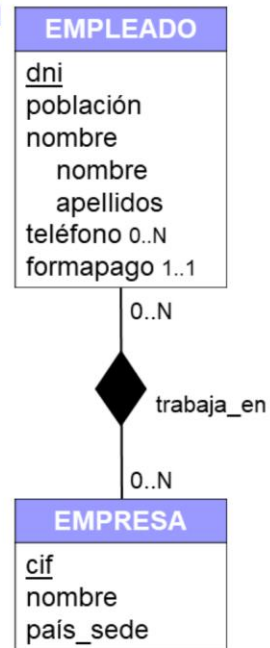 EMPLEADO
dni
población
nombre
nombre
apellidos
teléfono 0..N
formapago 1..1
0..N
trabaja_en
0..N
EMPRESA
cif
nombre
país_sede